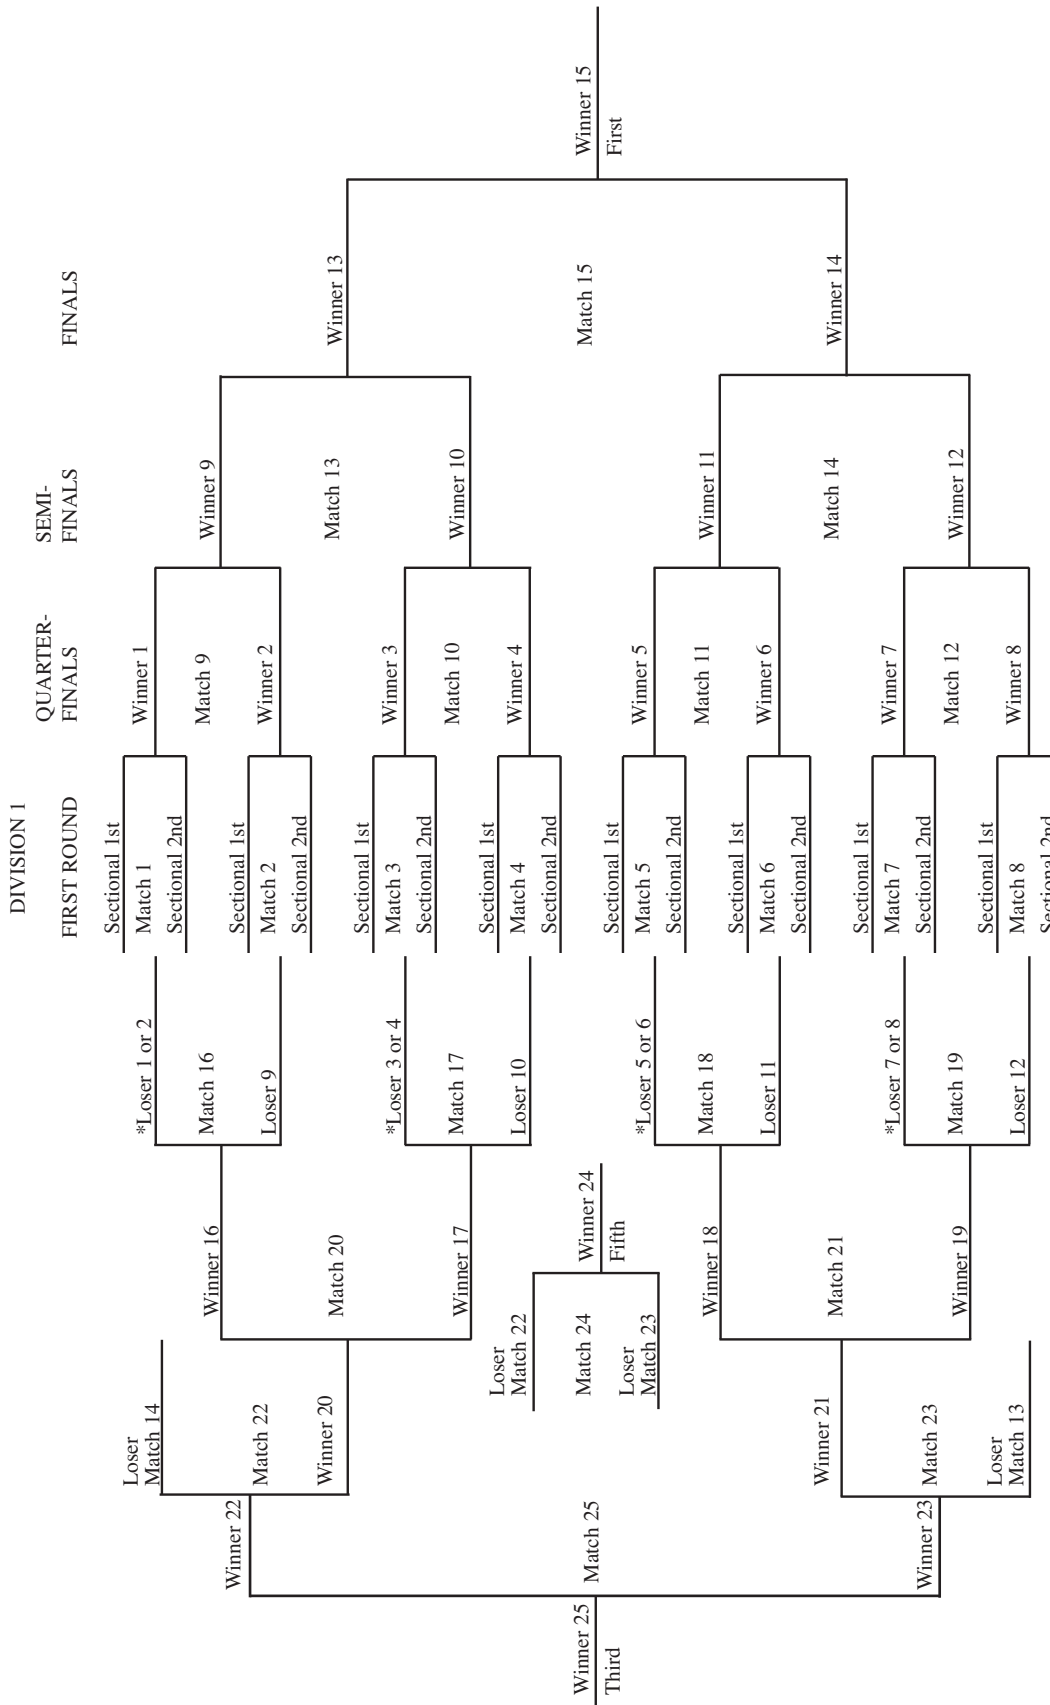 DIVISION 1
FIRST ROUND
QUARTER-
FINALS
SEMI-
FINALS
FINALS
Sectional 1st
Match 1
Sectional 2nd
Sectional 1st
Match 2
Sectional 2nd
Sectional 1st
Match 3
Sectional 2nd
Sectional 1st
Match 4
Sectional 2nd
Sectional 1st
Match 5
Sectional 2nd
Sectional 1st
Match 6
Sectional 2nd
Sectional 1st
Match 7
Sectional 2nd
Sectional 1st
Match 8
Sectional 2nd
Winner 1
Match 9
Winner 2
Winner 3
Match 10
Winner 4
Winner 5
Match 11
Winner 6
Winner 7
Match 12
Winner 8
Winner 9
Match 13
Winner 10
Winner 11
Match 14
Winner 12
Winner 13
Match 15
Winner 14
Winner 15
First
*Loser 1 or 2
Match 16
Loser 9
*Loser 3 or 4
Match 17
Loser 10
*Loser 5 or 6
Match 18
Loser 11
*Loser 7 or 8
Match 19
Loser 12
Winner 16
Match 20
Winner 17
Winner 18
Match 21
Winner 19
Loser
Match 22
Match 24
Loser
Match 23
Winner 24
Fifth
Loser
Match 14
Match 22
Winner 20
Winner 21
Match 23
Loser
Match 13
Winner 22
Match 25
Winner 23
Winner 25
Third